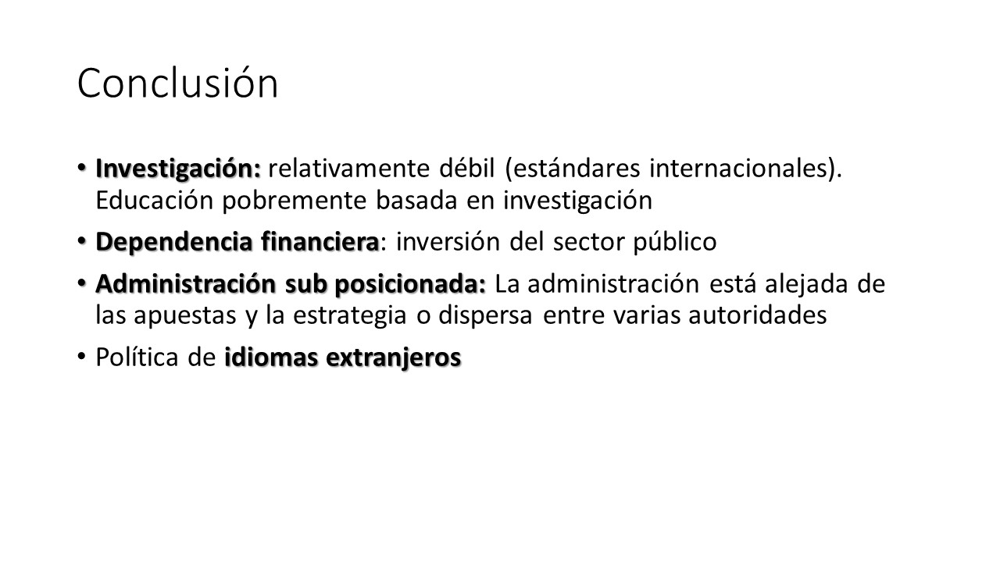 Conclusión
• Investigación: relativamente débil (estándares internacionales).
Educación pobremente basada en investigación
• Dependencia financiera: inversión del sector público
• Administración sub posicionada: La administración está alejada de
las apuestas y la estrategia o dispersa entre varias autoridades
• Política de idiomas extranjeros